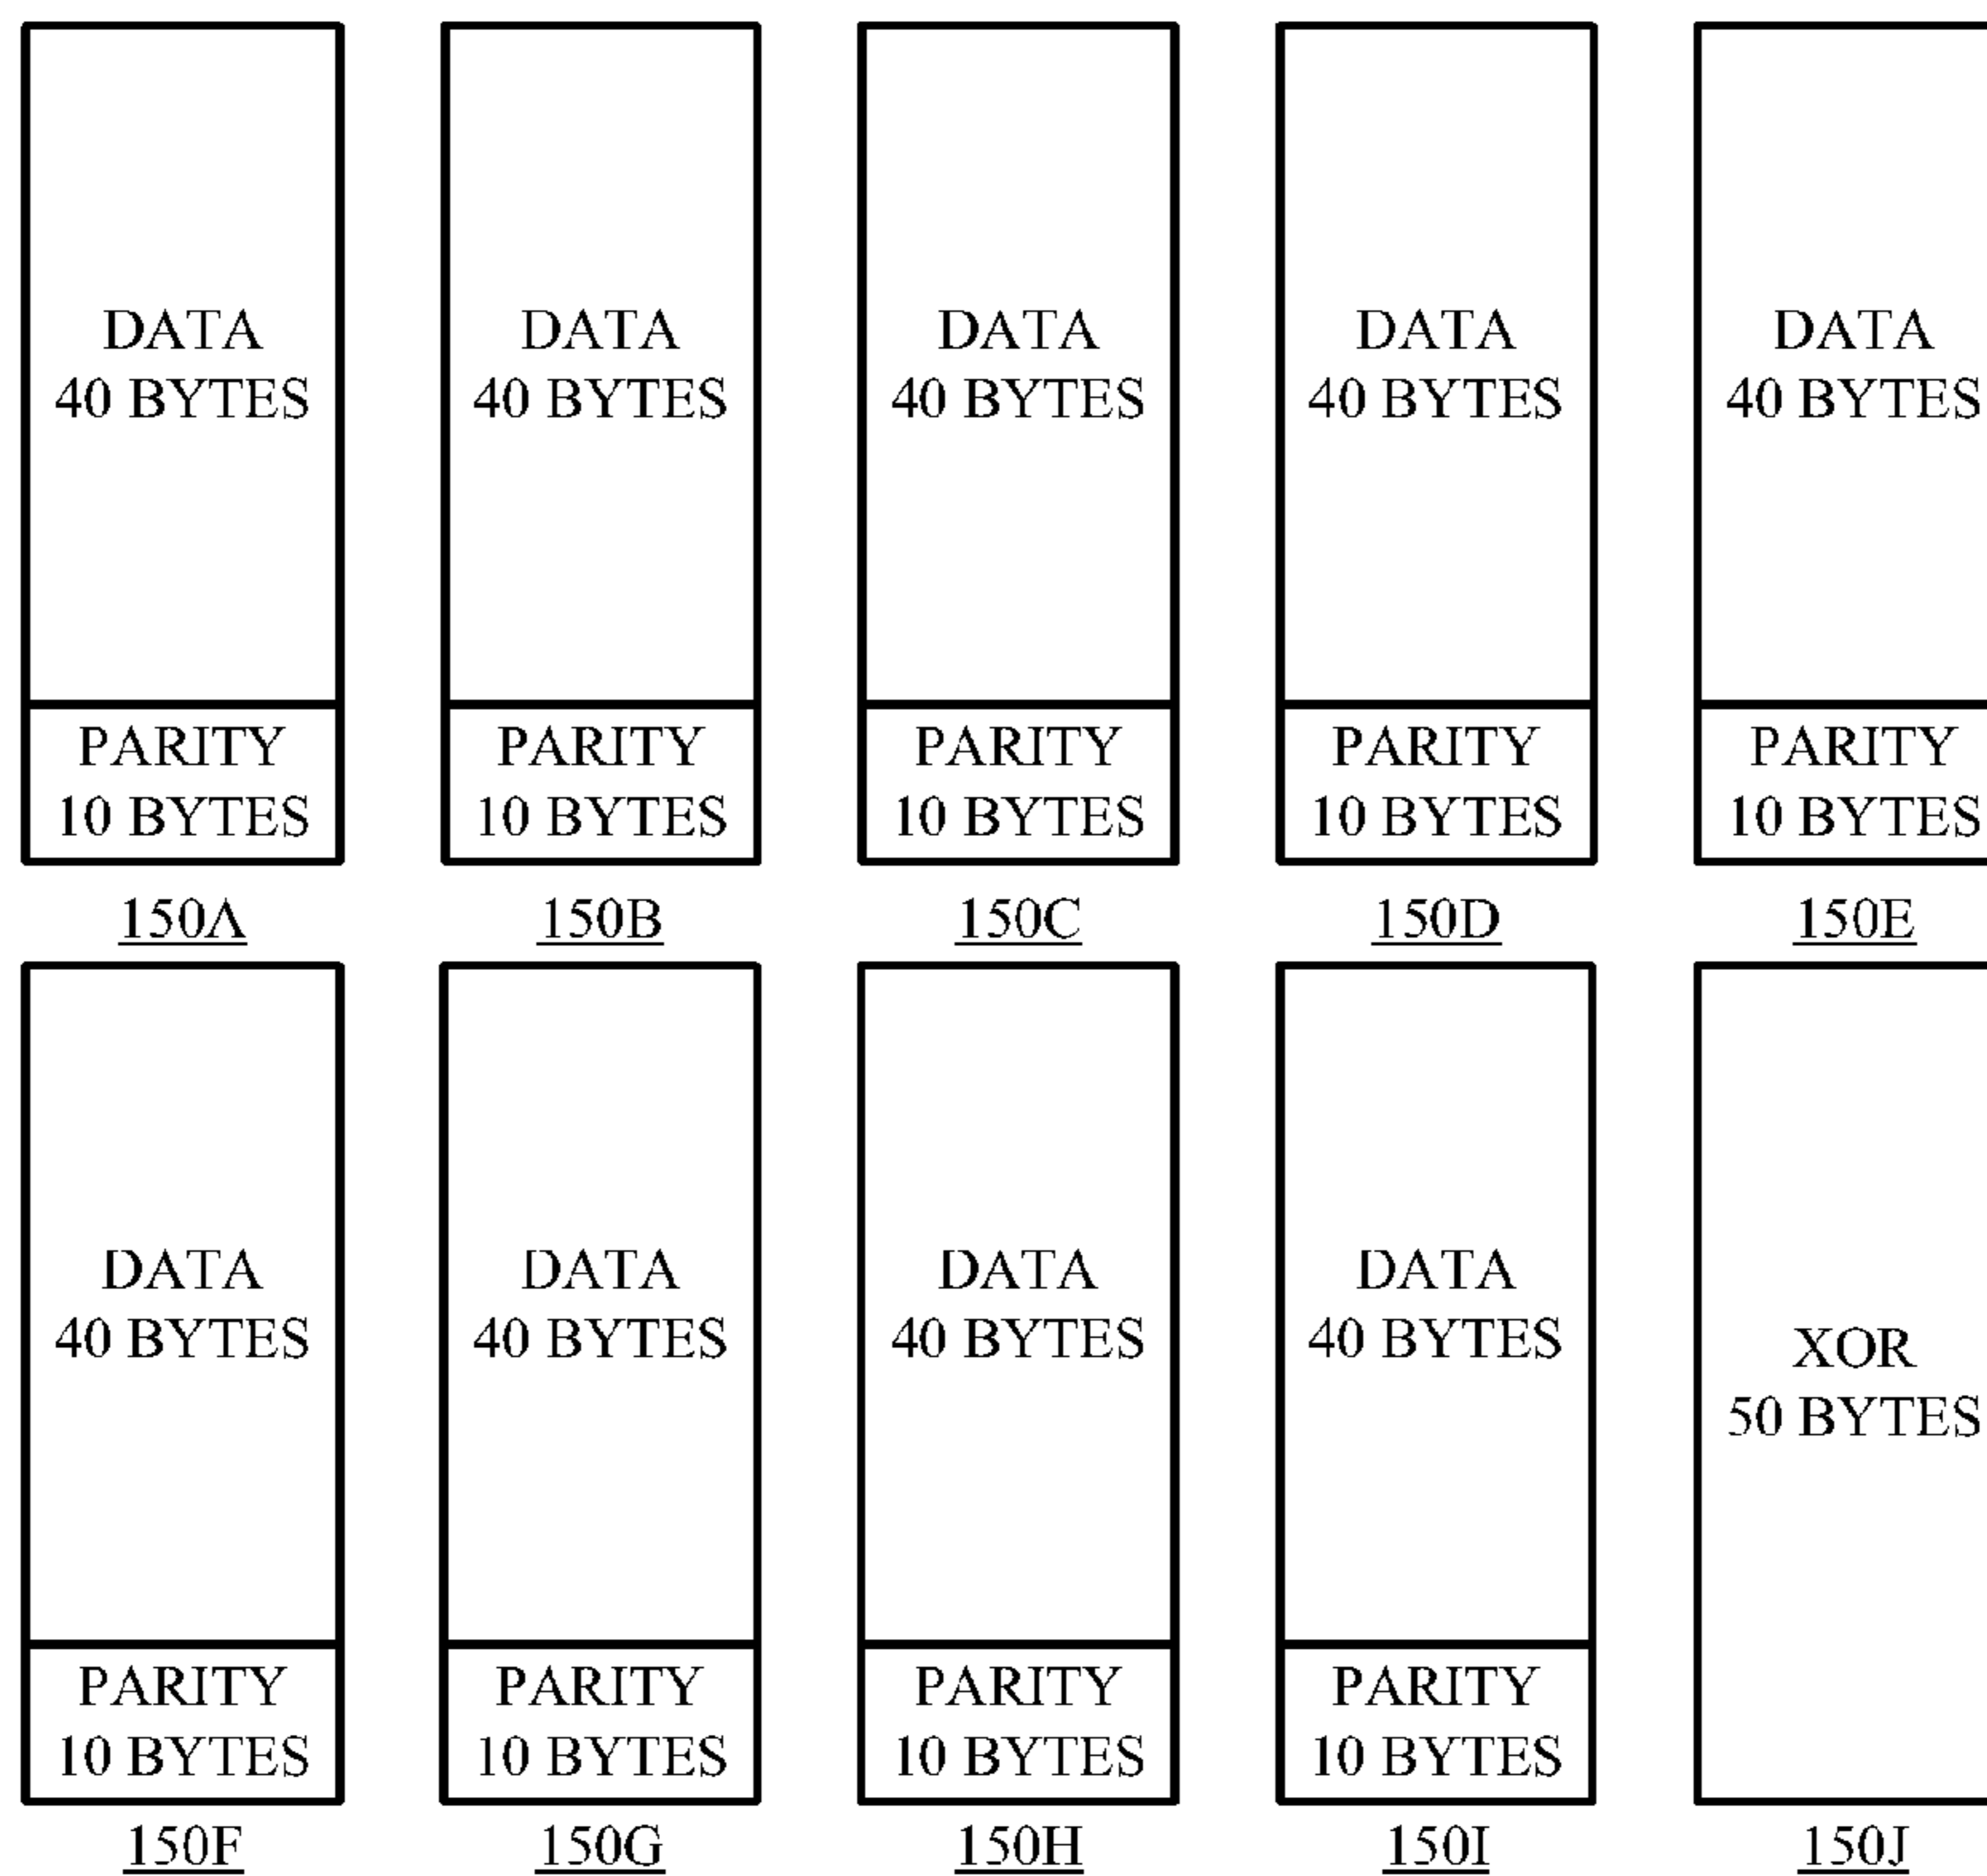 DATA
40 BYTES
DATA
40 BYTES
DATA
40 BYTES
DATA
40 BYTES
DATA
40 BYTES
PARITY
10 BYTES
PARITY
10 BYTES
PARITY
10 BYTES
PARITY
10 BYTES
PARITY
10 BYTES
150A
150B
150C
150D
150E
DATA
40 BYTES
DATA
40 BYTES
DATA
40 BYTES
DATA
40 BYTES
XOR
50 BYTES
PARITY
10 BYTES
PARITY
10 BYTES
PARITY
10 BYTES
PARITY
10 BYTES
150F
150G
150H
150I
150J